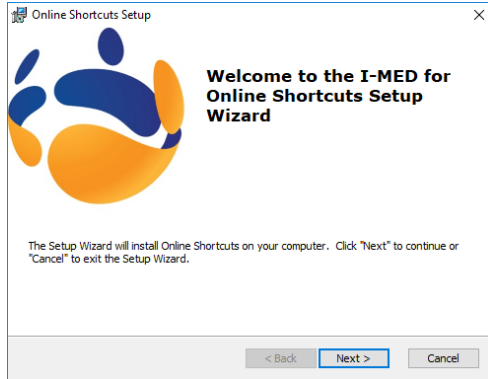 Online Shortcuts Setup
Welcome to the I-MED for
Online Shortcuts Setup
Wizard
The Setup Wizard will install Online Shortcuts on your computer. Click "Next" to continue or
"Cancel" to exit the Setup Wizard.
< Back Next > Cancel